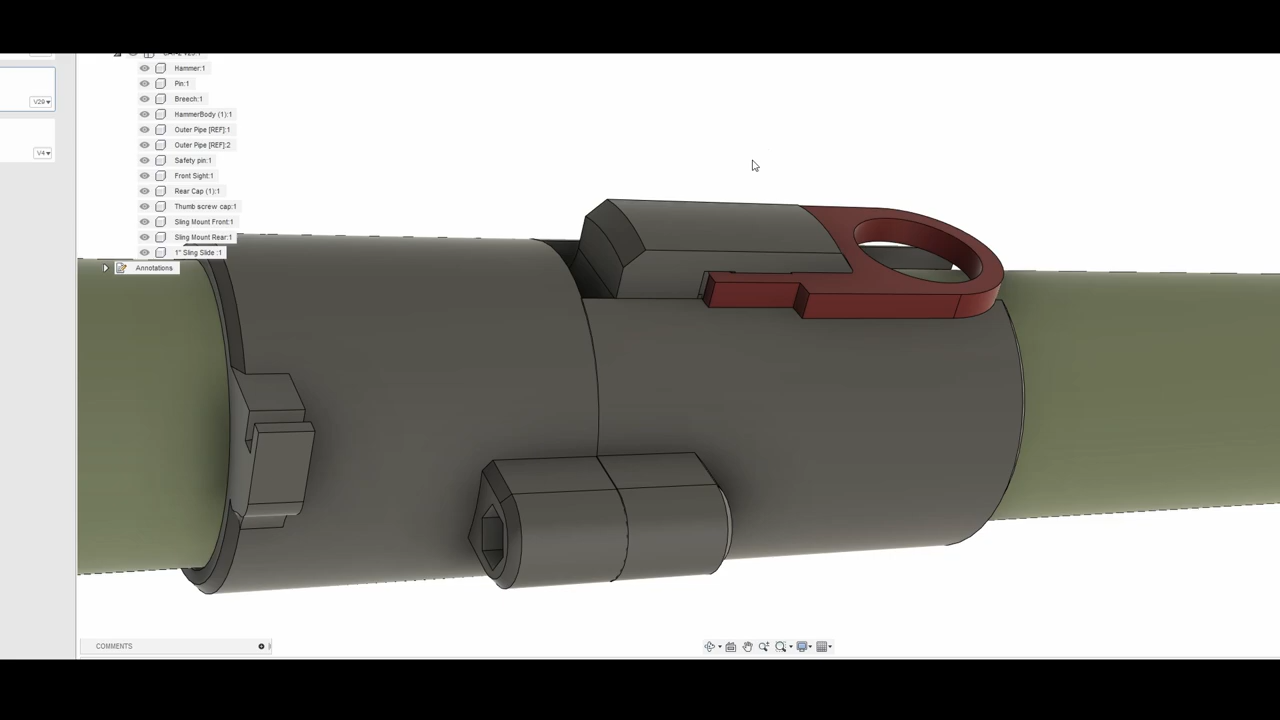 Hammer:1
V29
Pin:1
Breech:1
HammerBody (1):1
Outer Pipe [REF]:1
Outer Pipe [REF]:2
V4
Safety pin:1
Front Sight:1
Rear Cap (1):1
Thumb screw cap:1
Sling Mount Front:1
Sling Mount Rear:1
1" Sling Slide :1
Annotations
COMMENTS